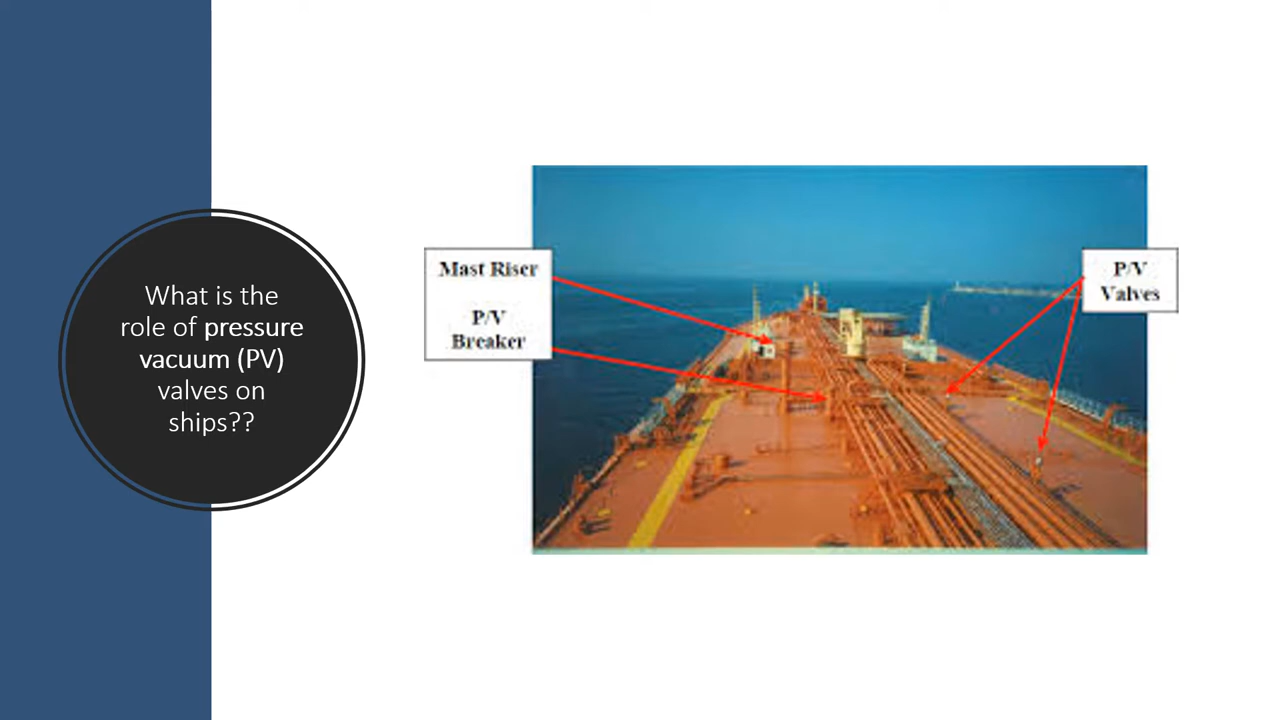 What is the
role of pressure
vacuum (PV)
valves on
ships??
Mast Riser
P/V
Breaker
P/V
Valves